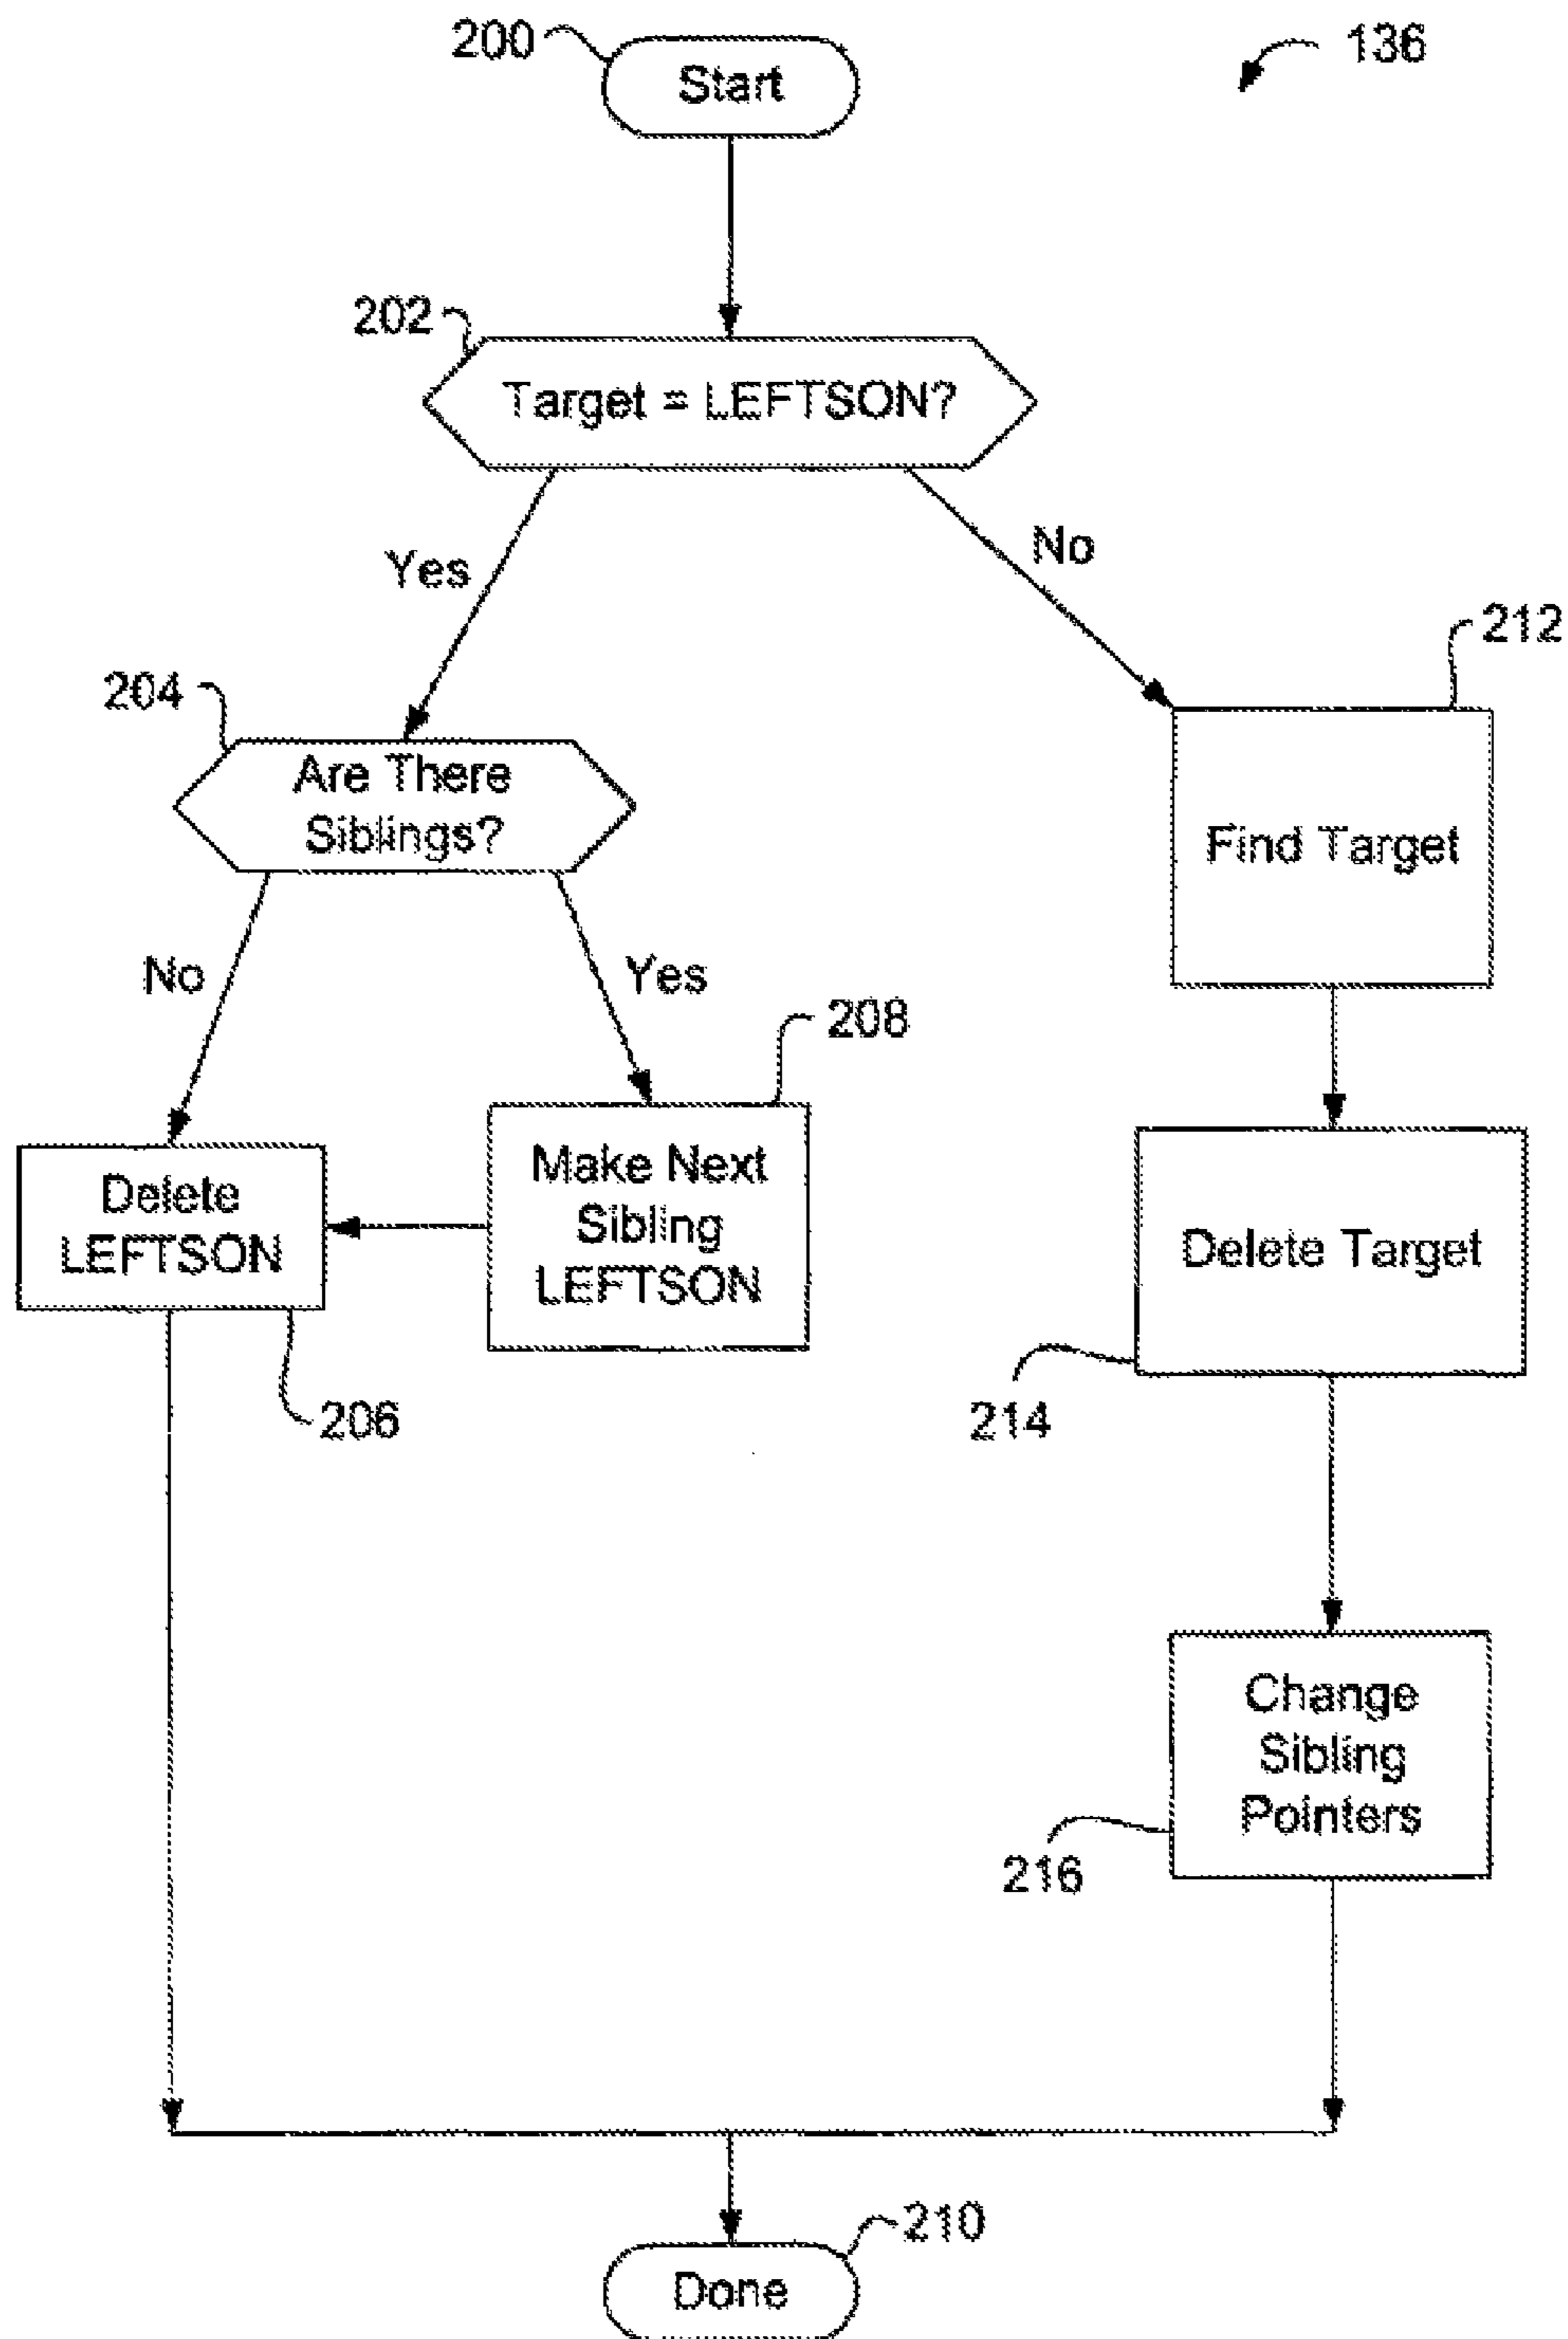 200
Start
136
202
Target = LEFTSON?
Yes
No
212
204
Are There
Siblings?
Find Target
No
Yes
208
Make Next
Sibling
LEFTSON
Delete
LEFTSON
206
Delete Target
214
Change
Sibling
Pointers
216
210
Done